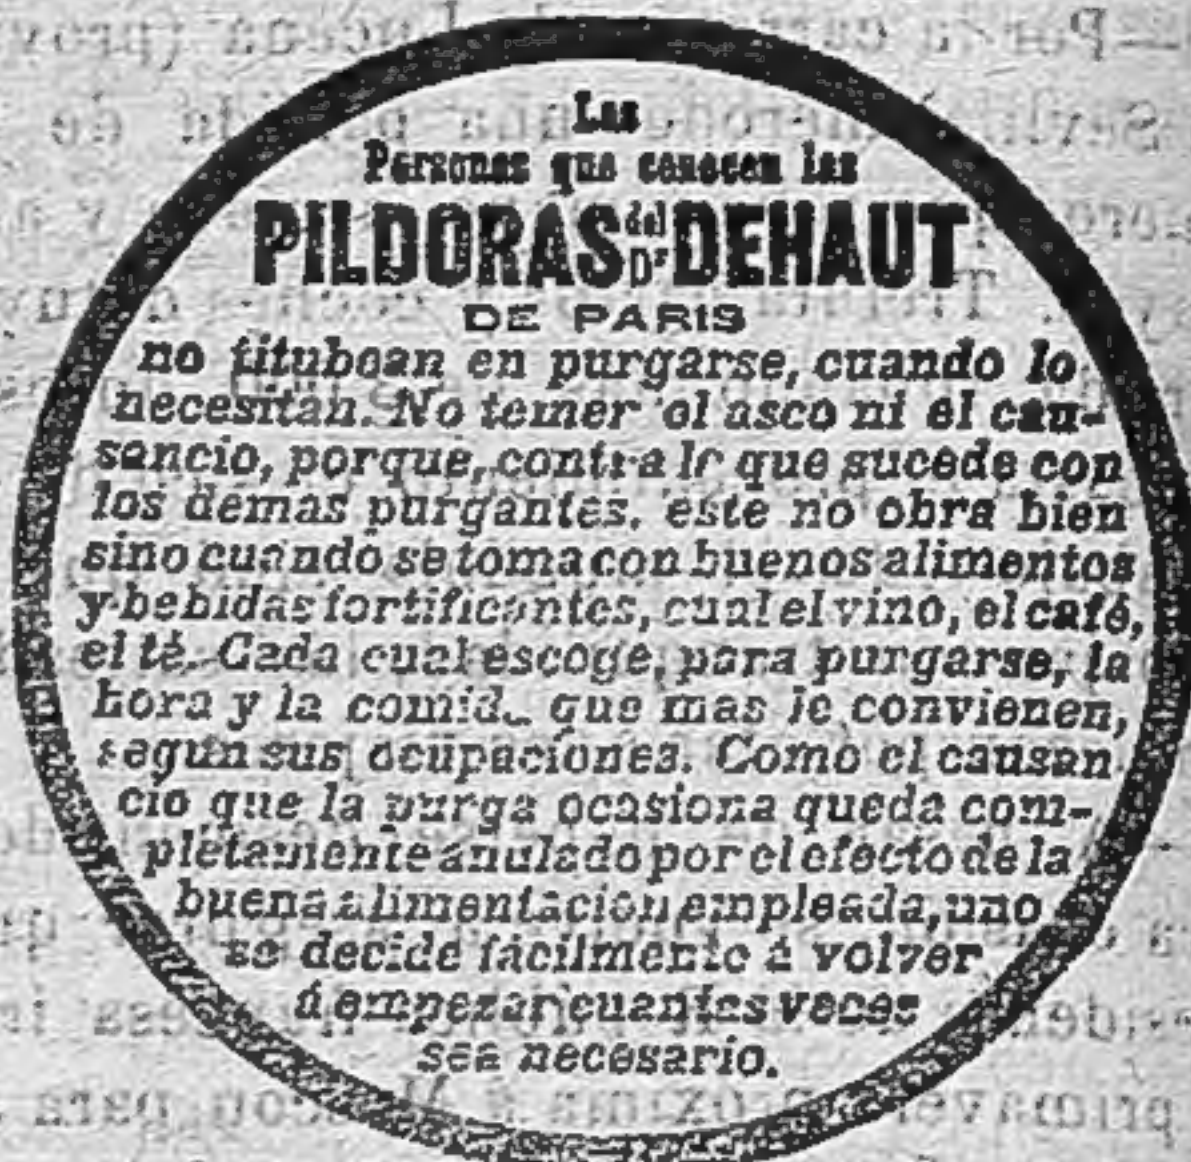 Las
Personas que conocen las
PILDORAS del Dr DEHAUT
DE PARIS
no titubean en purgarse, cuando lo
necesitan. No temen el asco ni el cau-
sancio, porque, contra lo que sucede con
los demas purgantes, este no obra bien
sino cuando se toma con buenos alimentos
y bebidas fortificantes, cual el vino, el café,
el té. Cada cual escoge, para purgarse, la
hora y la comid que mas le convienen,
segun sus ocupaciones. Como el causan
cio que la purga ocasiona queda com-
pletamente anulado por el efecto de la
buena alimentacion empleada, uno
se decide fácilmente á volver
á empezar cuantas veces
sea necesario.